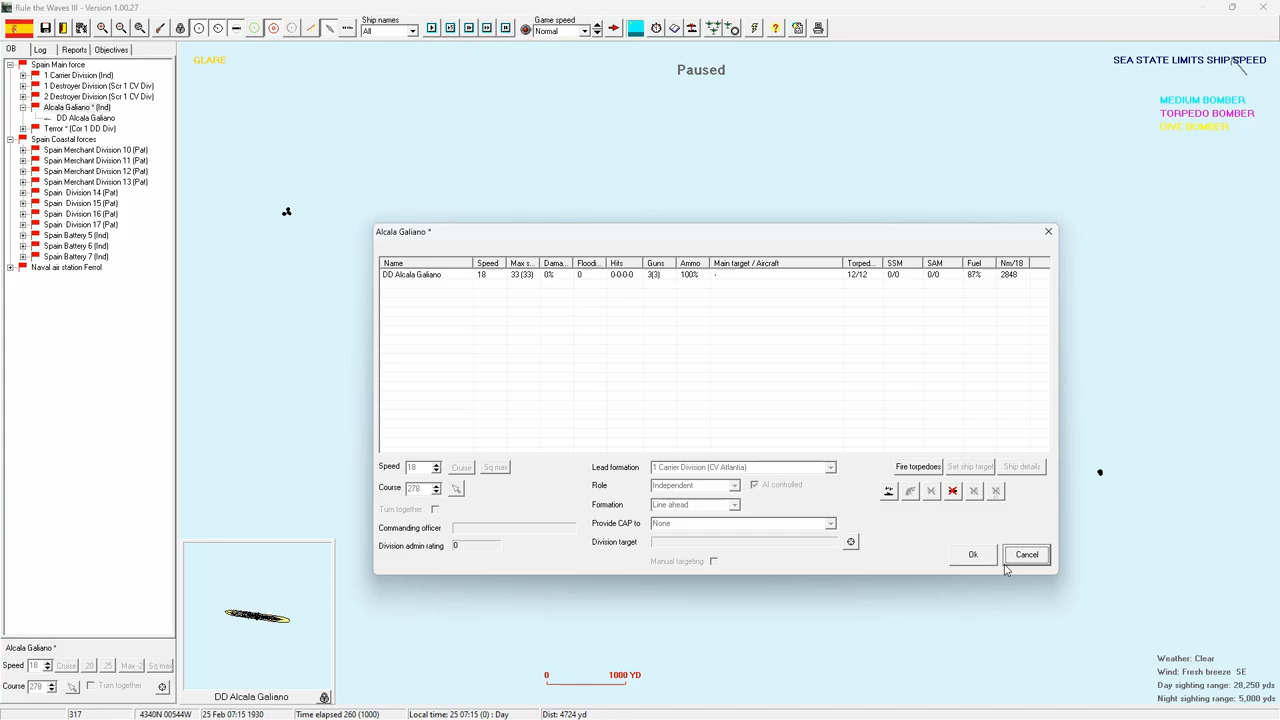 Rule the Waves III - Version 1.00.27
Ship names
All
Game speed
Normal
OB Log Reports Objectives
GLARE
Paused
SEA STATE LIMITS SHIP SPEED
MEDIUM BOMBER
TORPEDO BOMBER
DIVE BOMBER
Spain Main force
1 Carrier Division (Ind)
1 Destroyer Division (Scr 1 CV Div)
2 Destroyer Division (Scr 1 CV Div)
Alcala Galiano * (Ind)
DD Alcala Galiano
Terror * (Cor 1 DD Div)
Spain Coastal forces
Spain Merchant Division 10 (Pat)
Spain Merchant Division 11 (Pat)
Spain Merchant Division 12 (Pat)
Spain Merchant Division 13 (Pat)
Spain Division 14 (Pat)
Spain Division 15 (Pat)
Spain Division 16 (Pat)
Spain Division 17 (Pat)
Spain Battery 5 (Ind)
Spain Battery 6 (Ind)
Spain Battery 7 (Ind)
Naval air station Ferrol
Alcala Galiano *
Name Speed Max s... Dama... Floodi... Hits Guns Ammo Main target / Aircraft Torped... SSM SAM Fuel Nm/18
DD Alcala Galiano 18 33 (33) 0% 0 0-0-0-0 3(3) 100% - 12/12 0/0 0/0 87% 2848
Speed 18 Cruise Sq max
Course 278
Turn together
Commanding officer
Division admin rating 0
Lead formation 1 Carrier Division (CV Atlantia)
Role Independent AI controlled
Formation Line ahead
Provide CAP to None
Division target
Manual targeting
Fire torpedoes Set ship target Ship details
Ok Cancel
DD Alcala Galiano
Alcala Galiano *
Speed 18 Cruise 20 25 Max -2 Sq max
Course 278 Turn together
0 1000 YD
Weather: Clear
Wind: Fresh breeze SE
Day sighting range: 28,250 yds
Night sighting range: 5,000 yds
317 4340N 00544W 25 Feb 07:15 1930 Time elapsed 260 (1000) Local time: 25 07:15 (0) : Day Dist: 4724 yd